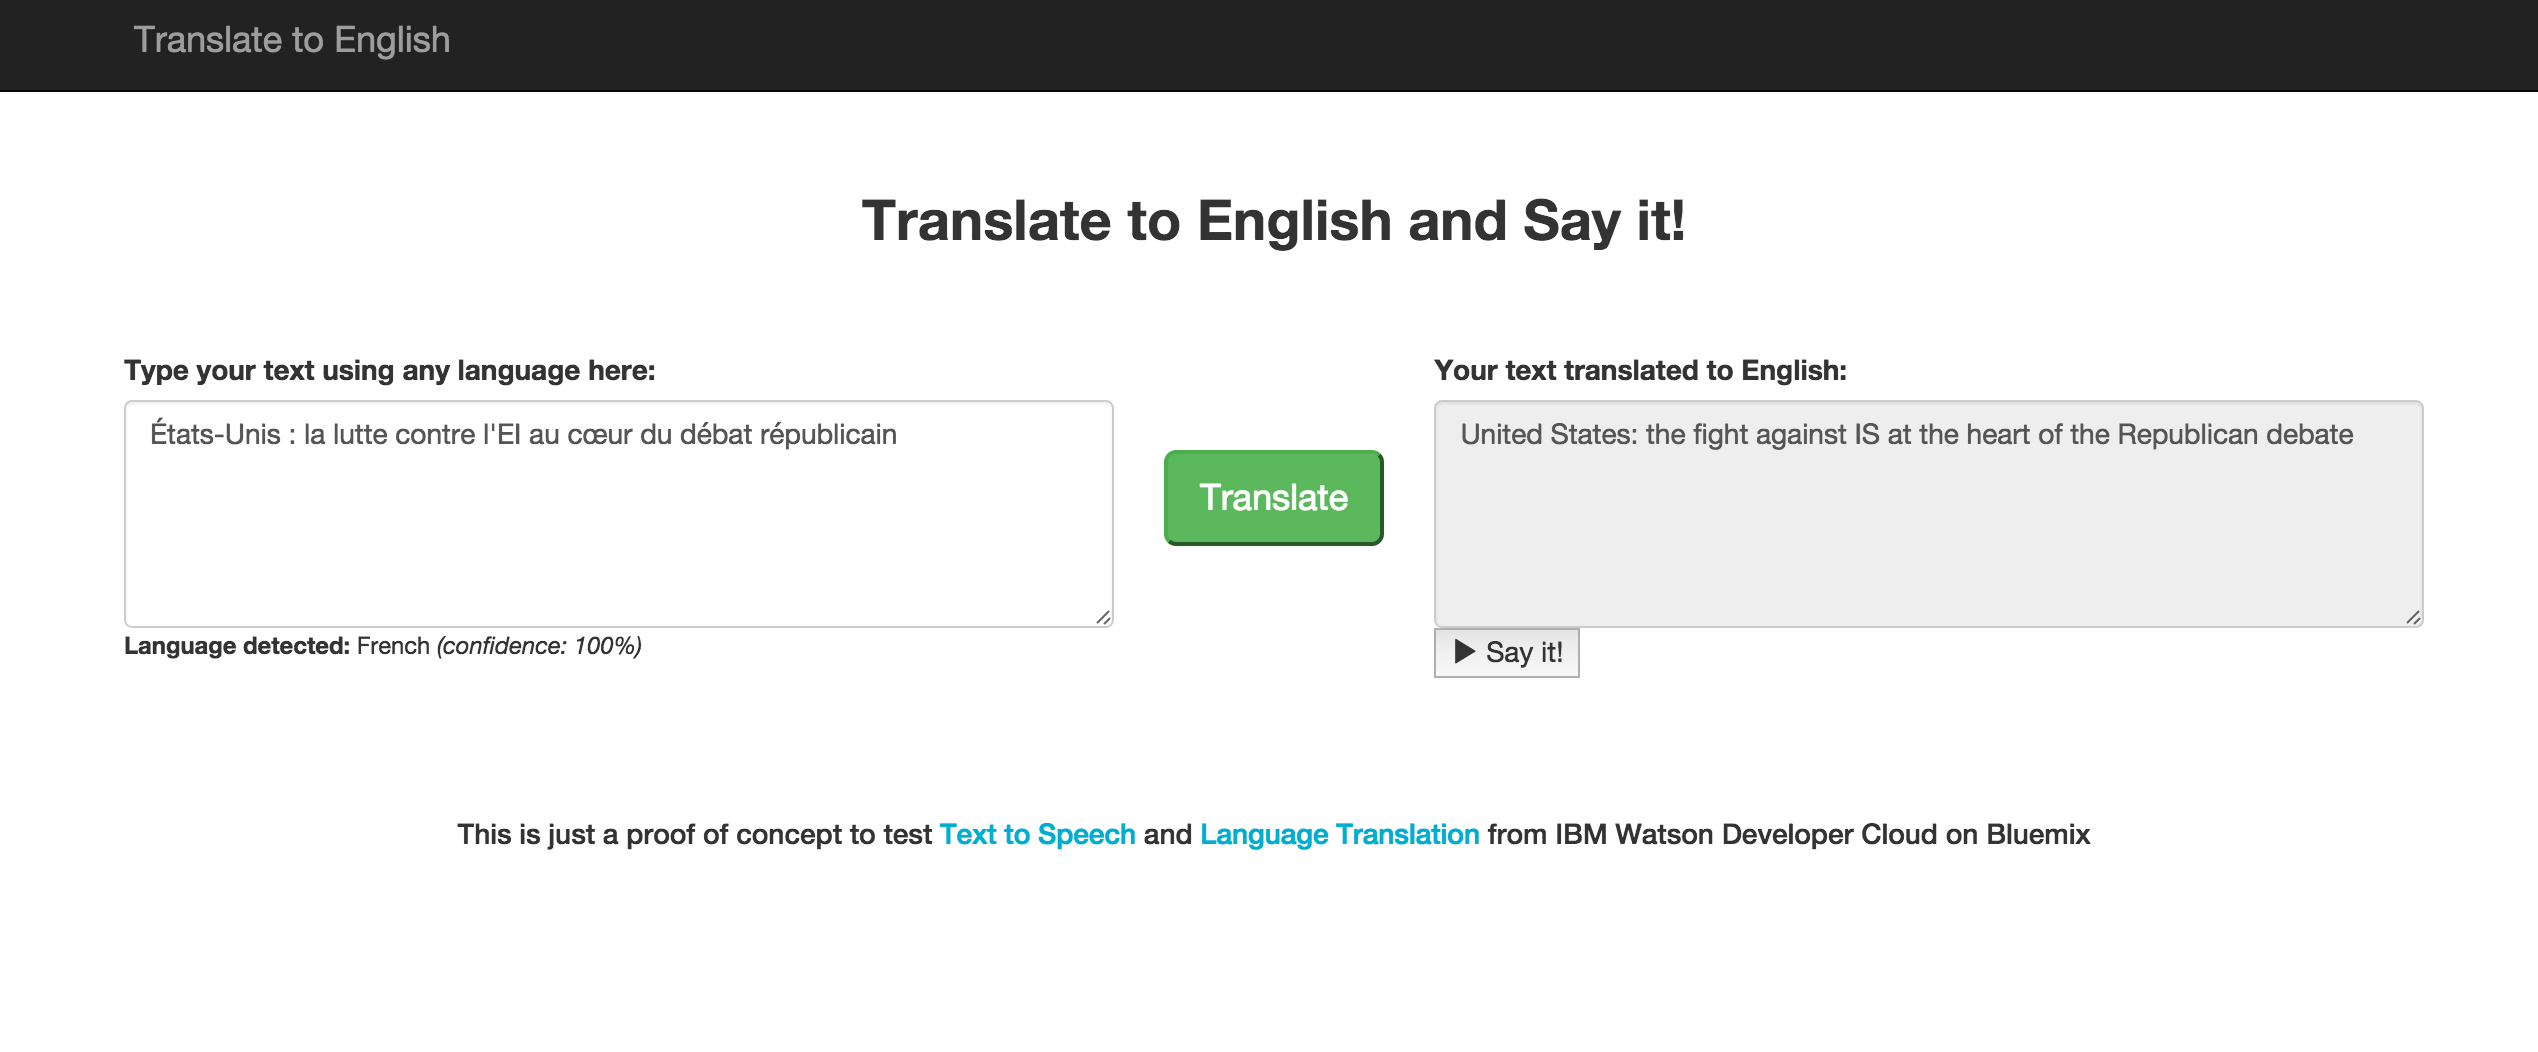 Translate to English
Translate to English and Say it!
Type your text using any language here:
États-Unis : la lutte contre l'EI au cœur du débat républicain
Language detected: French (confidence: 100%)
Translate
Your text translated to English:
United States: the fight against IS at the heart of the Republican debate
Say it!
This is just a proof of concept to test Text to Speech and Language Translation from IBM Watson Developer Cloud on Bluemix